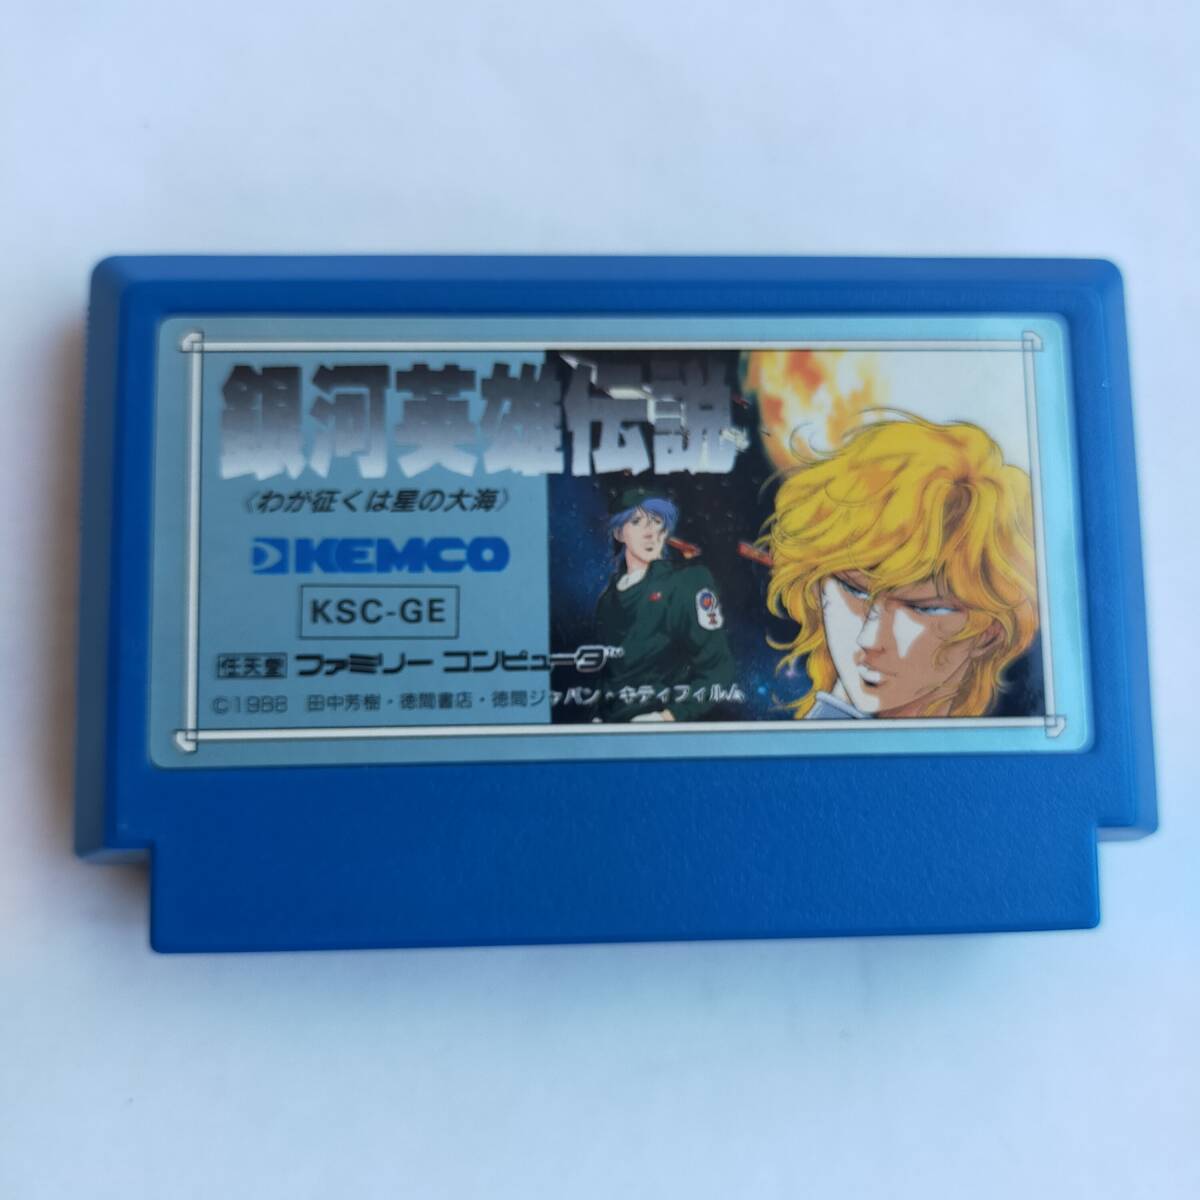 銀河英雄伝説
〈わが征くは星の大海〉
KEMCO
KSC-GE
任天堂 ファミリー コンピュータ™
©1988 田中芳樹・徳間書店・徳間ジャパン・キティフィルム